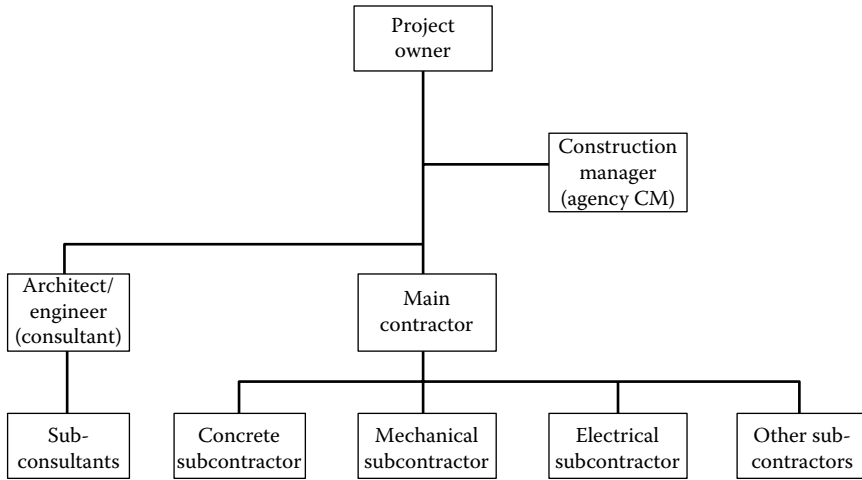 Project
owner
Construction
manager
(agency CM)
Architect/
engineer
(consultant)
Main
contractor
Sub-
consultants
Concrete
subcontractor
Mechanical
subcontractor
Electrical
subcontractor
Other sub-
contractors